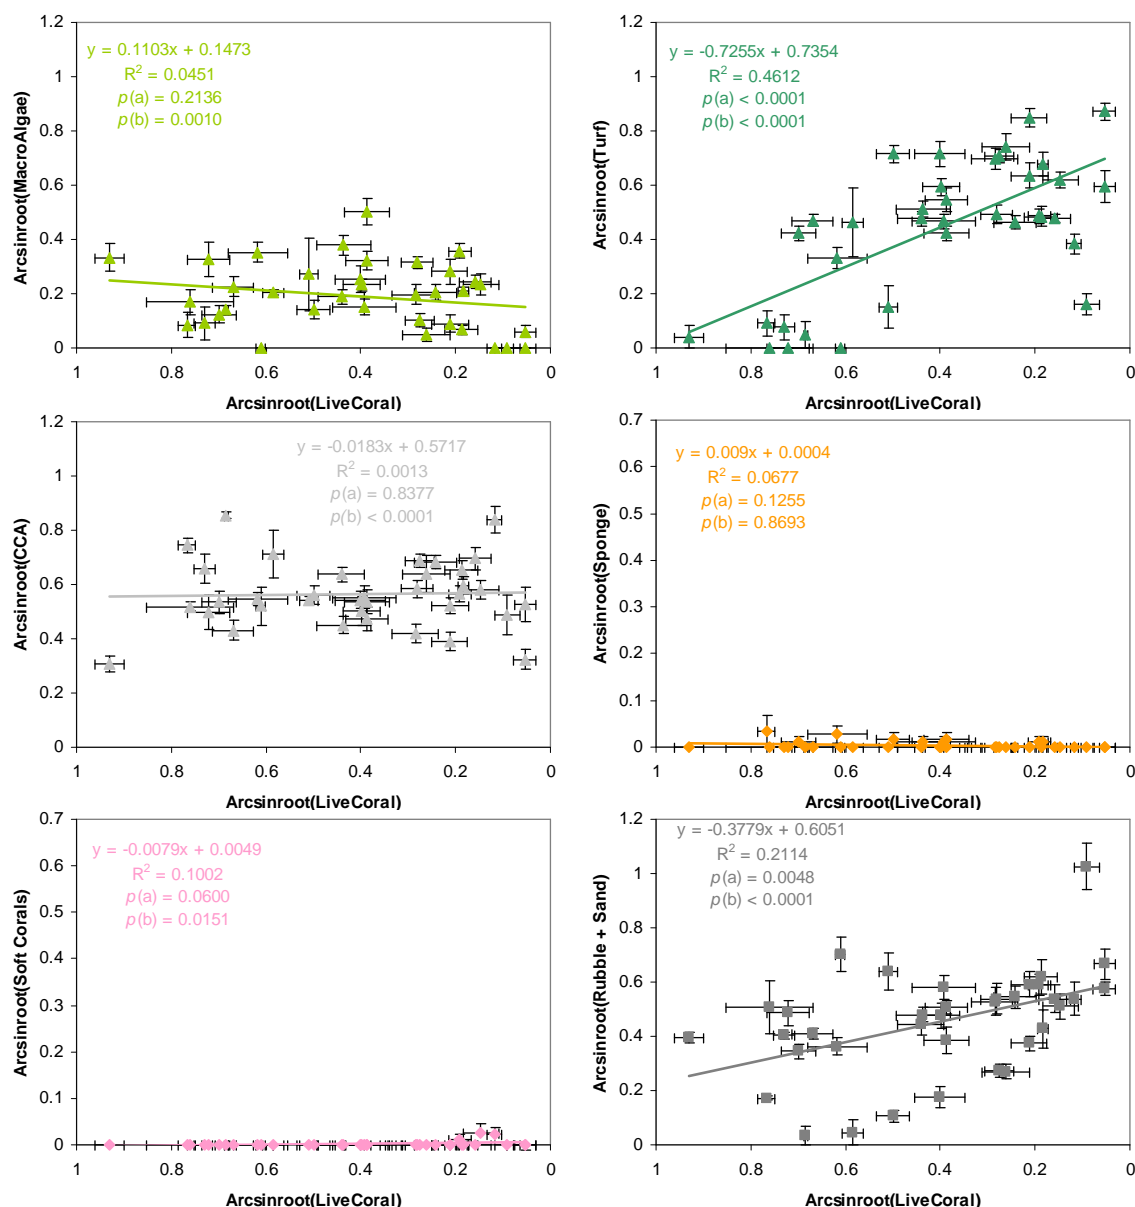 1.2
1
0.8
0.6
0.4
0.2
0
Arcsinroot(MacroAlgae)
y = 0.1103x + 0.1473
R² = 0.0451
p(a) = 0.2136
p(b) = 0.0010
1 0.8 0.6 0.4 0.2 0
Arcsinroot(LiveCoral)
1.2
1
0.8
0.6
0.4
0.2
0
Arcsinroot(Turf)
y = -0.7255x + 0.7354
R² = 0.4612
p(a) < 0.0001
p(b) < 0.0001
1 0.8 0.6 0.4 0.2 0
Arcsinroot(LiveCoral)
1.2
1
0.8
0.6
0.4
0.2
0
Arcsinroot(CCA)
y = -0.0183x + 0.5717
R² = 0.0013
p(a) = 0.8377
p(b) < 0.0001
1 0.8 0.6 0.4 0.2 0
Arcsinroot(LiveCoral)
0.7
0.6
0.5
0.4
0.3
0.2
0.1
0
Arcsinroot(Sponge)
y = 0.009x + 0.0004
R² = 0.0677
p(a) = 0.1255
p(b) = 0.8693
1 0.8 0.6 0.4 0.2 0
Arcsinroot(LiveCoral)
0.7
0.6
0.5
0.4
0.3
0.2
0.1
0
Arcsinroot(Soft Corals)
y = -0.0079x + 0.0049
R² = 0.1002
p(a) = 0.0600
p(b) = 0.0151
1 0.8 0.6 0.4 0.2 0
Arcsinroot(LiveCoral)
1.2
1
0.8
0.6
0.4
0.2
0
Arcsinroot(Rubble + Sand)
y = -0.3779x + 0.6051
R² = 0.2114
p(a) = 0.0048
p(b) < 0.0001
1 0.8 0.6 0.4 0.2 0
Arcsinroot(LiveCoral)